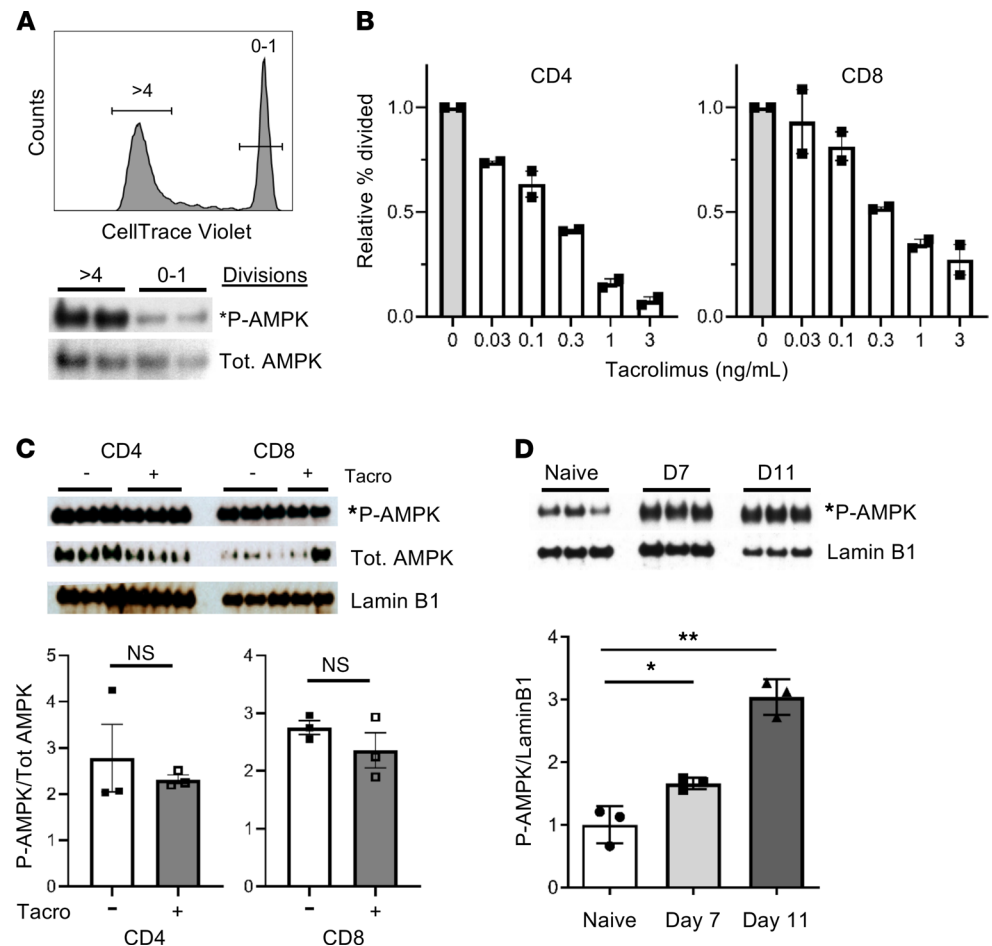 A
0-1
>4
Counts
CellTrace Violet
>4 0-1 Divisions
*P-AMPK
Tot. AMPK
B
CD4 CD8
Relative % divided
1.0 1.0
0.5 0.5
0.0 0.0
0 0.03 0.1 0.3 1 3 0 0.03 0.1 0.3 1 3
Tacrolimus (ng/mL)
C
CD4 CD8
- + - + Tacro
*P-AMPK
Tot. AMPK
Lamin B1
P-AMPK/Tot AMPK
5 3 4
NS NS
4
3 3
2 2
1 1
0 0
Tacro - + - +
CD4 CD8
D
Naive D7 D11
*P-AMPK
Lamin B1
P-AMPK/LaminB1
4
**
*
3
2
1
0
Naive Day 7 Day 11